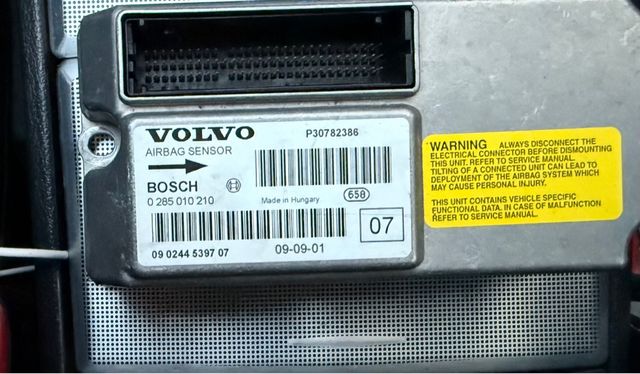 VOLVO P30782386
AIRBAG SENSOR
BOSCH
0 285 010 210 Made in Hungary 658
07
09 0244 5397 07 09-09-01
WARNING ALWAYS DISCONNECT THE
ELECTRICAL CONNECTOR BEFORE DISMOUNTING
THIS UNIT. REFER TO SERVICE MANUAL.
TILTING OF A CONNECTED UNIT CAN LEAD TO
DEPLOYMENT OF THE AIRBAG SYSTEM WHICH
MAY CAUSE PERSONAL INJURY.
THIS UNIT CONTAINS VEHICLE SPECIFIC
FUNCTIONAL DATA. IN CASE OF MALFUNCTION
REFER TO SERVICE MANUAL.